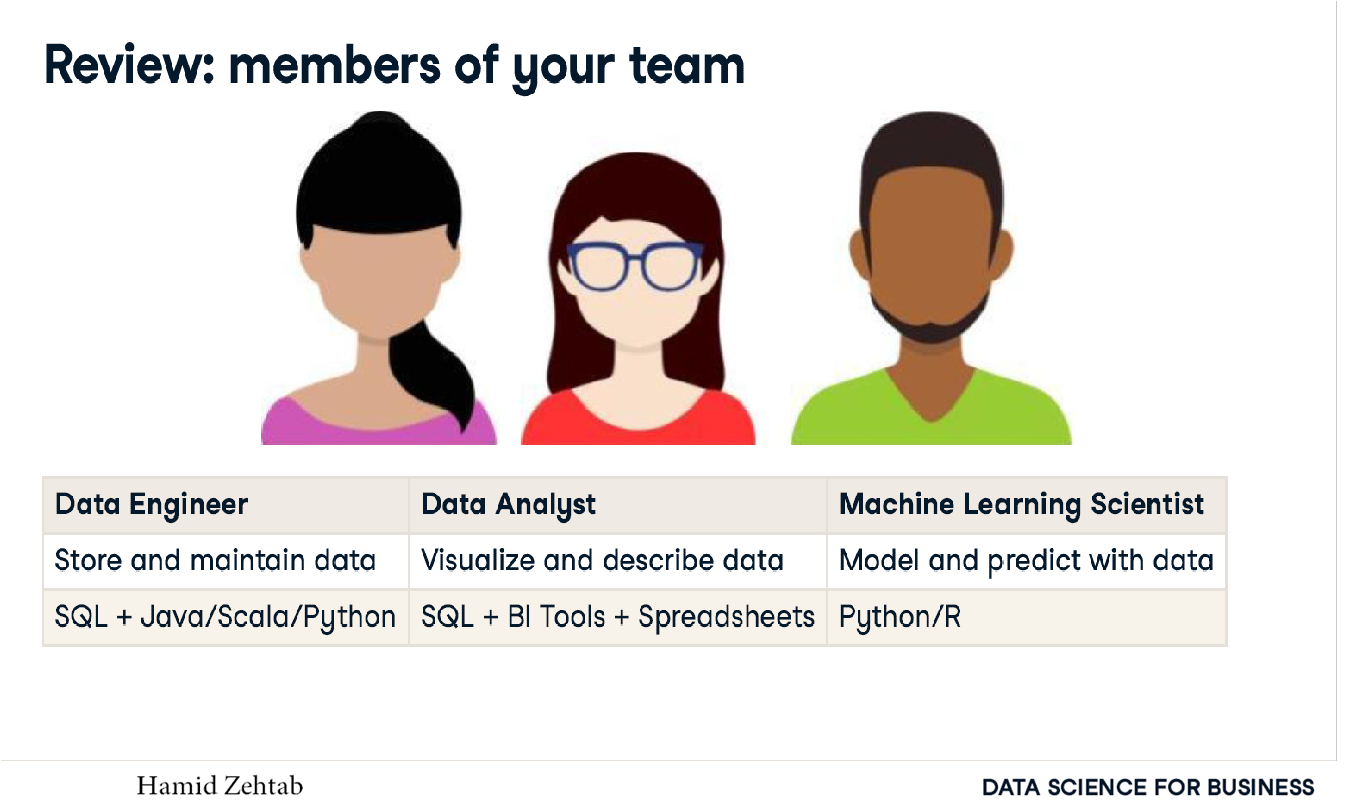 Review: members of your team
Data Engineer Data Analyst Machine Learning Scientist
Store and maintain data Visualize and describe data Model and predict with data
SQL + Java/Scala/Python SQL + BI Tools + Spreadsheets Python/R
Hamid Zehtab DATA SCIENCE FOR BUSINESS